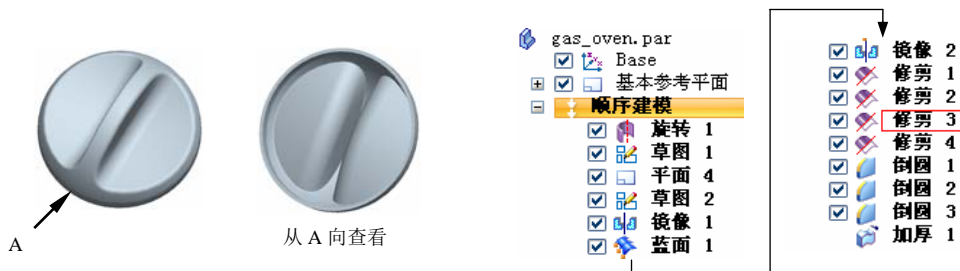 A
从 A 向查看
gas_oven.par
Base
基本参考平面
顺序建模
旋转 1
草图 1
平面 4
草图 2
镜像 1
蓝面 1
镜像 2
修剪 1
修剪 2
修剪 3
修剪 4
倒圆 1
倒圆 2
倒圆 3
加厚 1